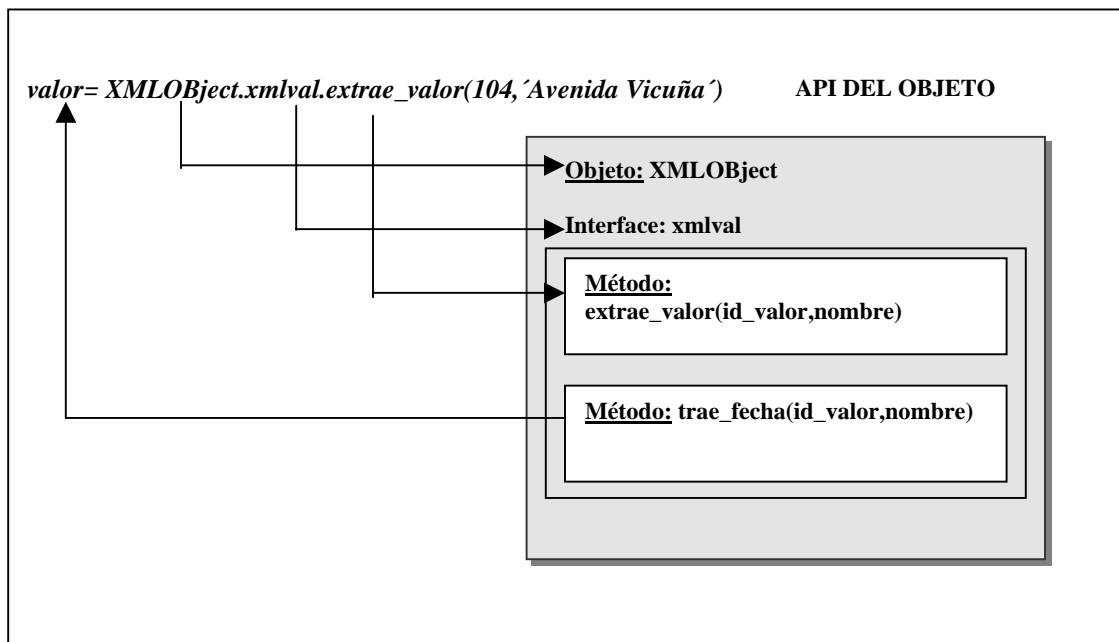 valor= XMLOBject.xmlval.extrae_valor(104,´Avenida Vicuña´)
API DEL OBJETO
Objeto: XMLOBject
Interface: xmlval
Método:
extrae_valor(id_valor,nombre)
Método: trae_fecha(id_valor,nombre)